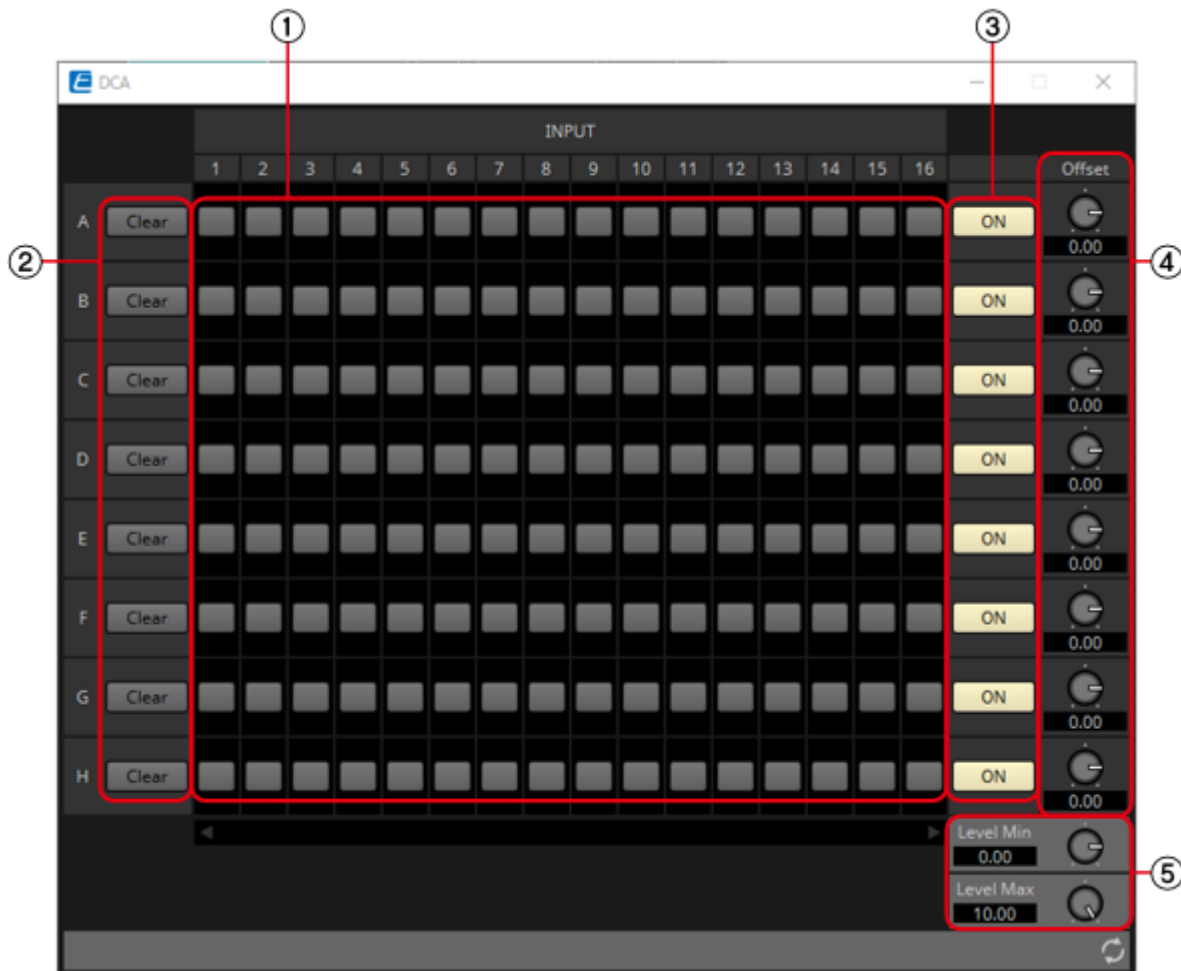 ① ③
DCA
INPUT
1 2 3 4 5 6 7 8 9 10 11 12 13 14 15 16 Offset
A Clear ON 0.00
② ④
B Clear ON 0.00
C Clear ON 0.00
D Clear ON 0.00
E Clear ON 0.00
F Clear ON 0.00
G Clear ON 0.00
H Clear ON 0.00
Level Min
0.00
⑤
Level Max
10.00